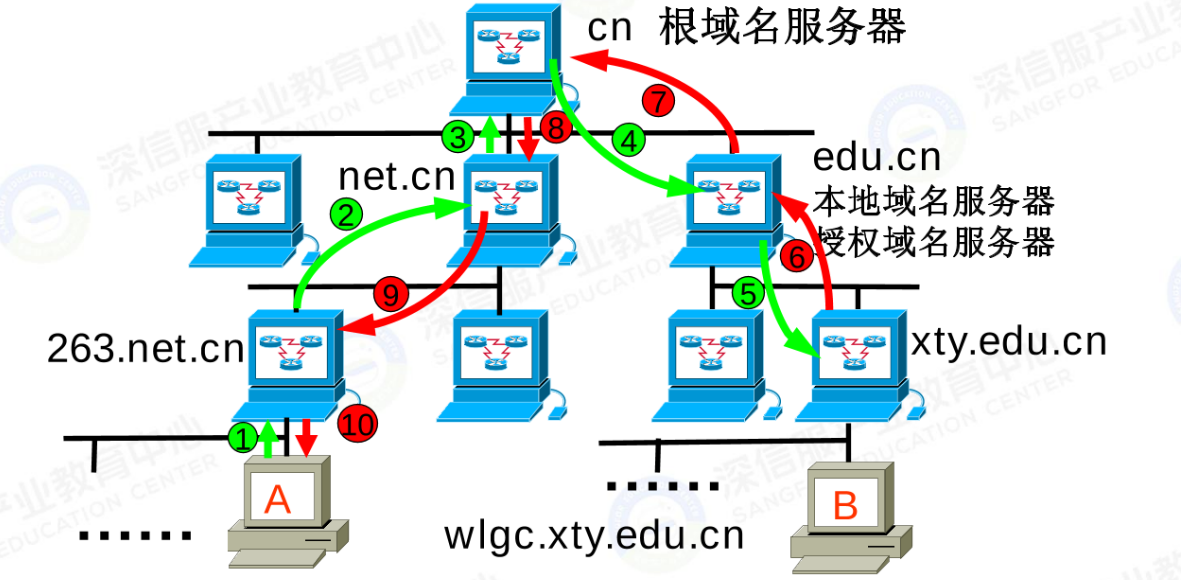 cn 根域名服务器
⑦
③
⑧
④
net.cn
edu.cn
本地域名服务器
授权域名服务器
②
⑥
⑨
⑤
263.net.cn
xty.edu.cn
①
⑩
A
B
......
......
wlgc.xty.edu.cn
深信服产业教育中心
SANGFOR EDUCATION CENTER